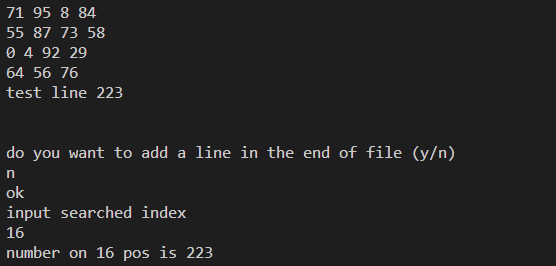 71 95 8 84
55 87 73 58
0 4 92 29
64 56 76
test line 223
do you want to add a line in the end of file (y/n)
n
ok
input searched index
16
number on 16 pos is 223